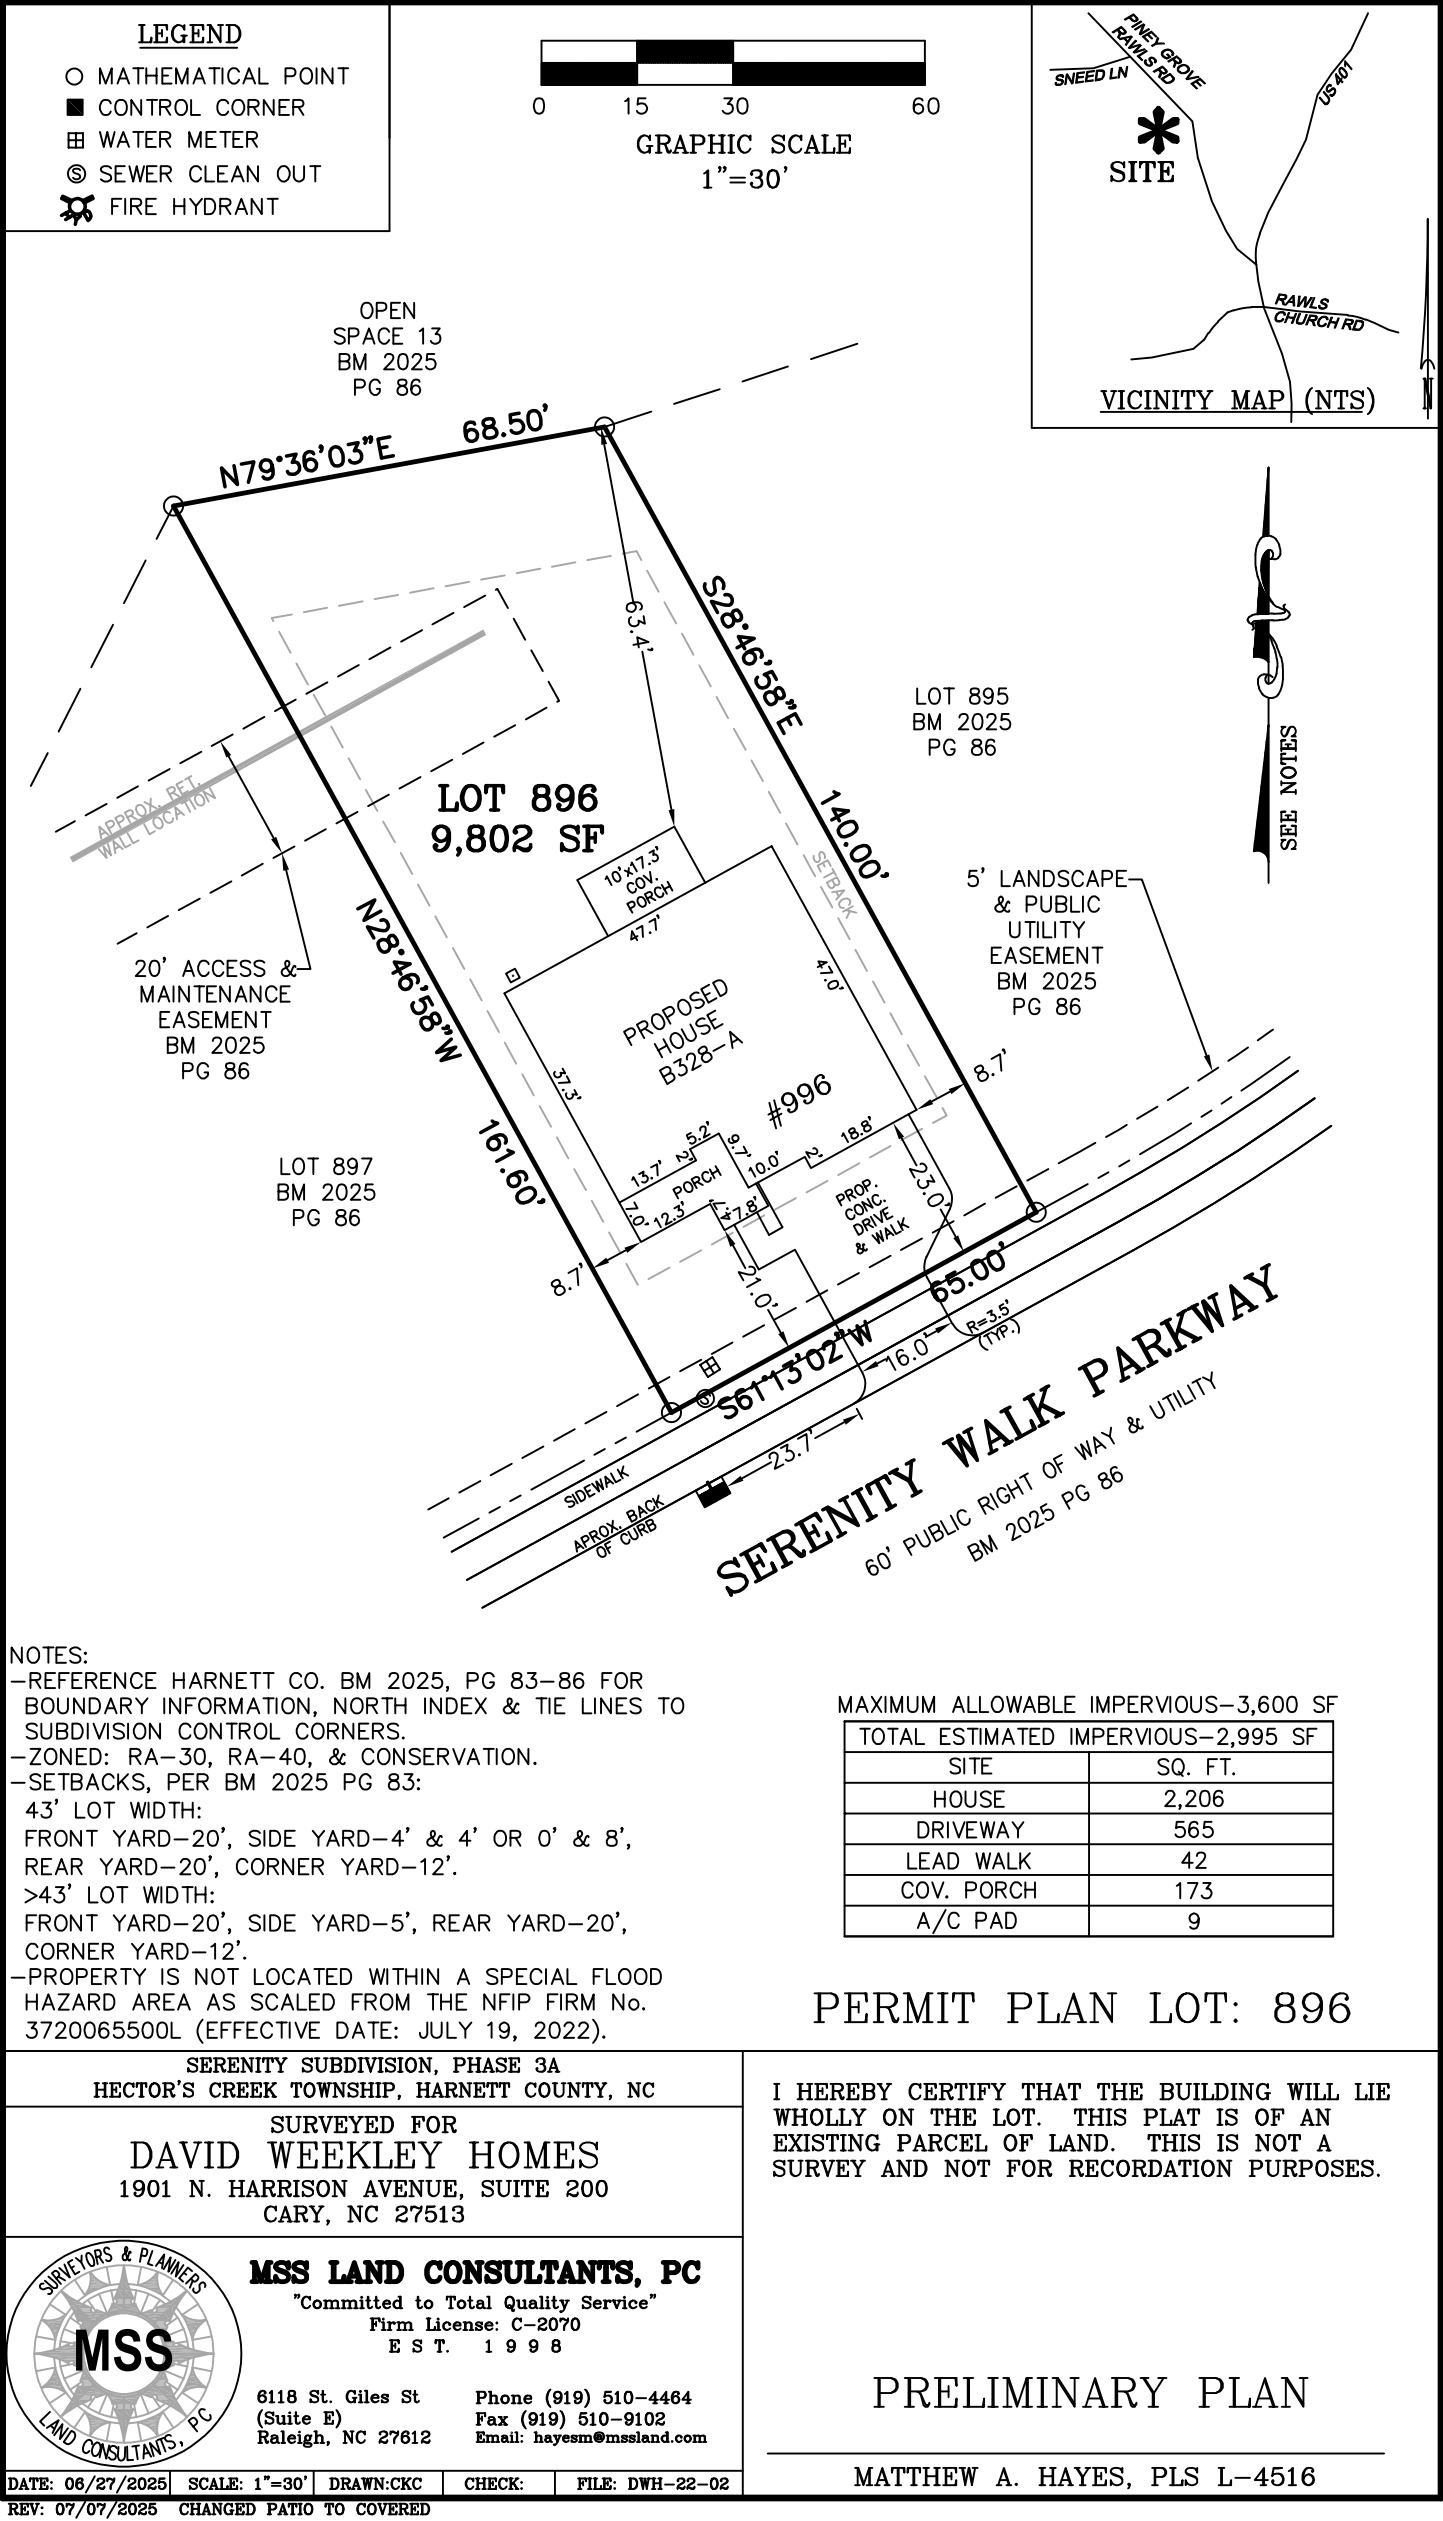 LEGEND
MATHEMATICAL POINT
CONTROL CORNER
WATER METER
Ⓢ SEWER CLEAN OUT
FIRE HYDRANT
0 15 30 60
GRAPHIC SCALE
1"=30'
PINEY GROVE
RAWLS RD
SNEED LN
US 401
SITE
RAWLS
CHURCH RD
VICINITY MAP (NTS)
N
OPEN
SPACE 13
BM 2025
PG 86
N79°36'03"E 68.50'
63.4'
S28°46'58"E
140.00'
LOT 895
BM 2025
PG 86
SEE NOTES
APPROX. RET.
WALL LOCATION
LOT 896
9,802 SF
SETBACK
10'x17.3'
COV.
PORCH
47.7'
47.0'
5' LANDSCAPE
& PUBLIC
UTILITY
EASEMENT
BM 2025
PG 86
20' ACCESS &
MAINTENANCE
EASEMENT
BM 2025
PG 86
N28°46'58"W
161.60'
PROPOSED
HOUSE
B328-A
#996
37.3'
8.7'
5.2'
9.7'
18.8'
2'
10.0'
2'
13.7'
PORCH
7.0'
12.3'
4.7'
7.8'
PROP.
CONC.
DRIVE
& WALK
23.0'
LOT 897
BM 2025
PG 86
8.7'
21.0'
65.00'
S61°13'02"W
S
16.0'
R=3.5'
(TYP.)
23.7'
SIDEWALK
APROX. BACK
OF CURB
SERENITY WALK PARKWAY
60' PUBLIC RIGHT OF WAY & UTILITY
BM 2025 PG 86
NOTES:
-REFERENCE HARNETT CO. BM 2025, PG 83-86 FOR
BOUNDARY INFORMATION, NORTH INDEX & TIE LINES TO
SUBDIVISION CONTROL CORNERS.
-ZONED: RA-30, RA-40, & CONSERVATION.
-SETBACKS, PER BM 2025 PG 83:
43' LOT WIDTH:
FRONT YARD-20', SIDE YARD-4' & 4' OR 0' & 8',
REAR YARD-20', CORNER YARD-12'.
>43' LOT WIDTH:
FRONT YARD-20', SIDE YARD-5', REAR YARD-20',
CORNER YARD-12'.
-PROPERTY IS NOT LOCATED WITHIN A SPECIAL FLOOD
HAZARD AREA AS SCALED FROM THE NFIP FIRM No.
3720065500L (EFFECTIVE DATE: JULY 19, 2022).
MAXIMUM ALLOWABLE IMPERVIOUS-3,600 SF
TOTAL ESTIMATED IMPERVIOUS-2,995 SF
SITE SQ. FT.
HOUSE 2,206
DRIVEWAY 565
LEAD WALK 42
COV. PORCH 173
A/C PAD 9
PERMIT PLAN LOT: 896
SERENITY SUBDIVISION, PHASE 3A
HECTOR'S CREEK TOWNSHIP, HARNETT COUNTY, NC
SURVEYED FOR
DAVID WEEKLEY HOMES
1901 N. HARRISON AVENUE, SUITE 200
CARY, NC 27513
SURVEYORS & PLANNERS
MSS
LAND CONSULTANTS, PC
MSS LAND CONSULTANTS, PC
"Committed to Total Quality Service"
Firm License: C-2070
EST. 1998
6118 St. Giles St
(Suite E)
Raleigh, NC 27612
Phone (919) 510-4464
Fax (919) 510-9102
Email: hayesm@mssland.com
DATE: 06/27/2025 SCALE: 1"=30' DRAWN:CKC CHECK: FILE: DWH-22-02
REV: 07/07/2025 CHANGED PATIO TO COVERED
I HEREBY CERTIFY THAT THE BUILDING WILL LIE
WHOLLY ON THE LOT. THIS PLAT IS OF AN
EXISTING PARCEL OF LAND. THIS IS NOT A
SURVEY AND NOT FOR RECORDATION PURPOSES.
PRELIMINARY PLAN
MATTHEW A. HAYES, PLS L-4516